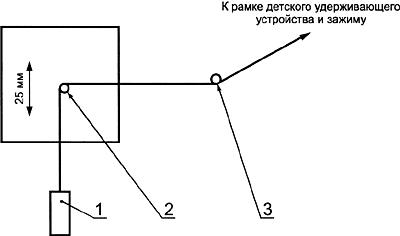 К рамке детского удерживающего
устройства и зажиму
25 мм
1
2
3